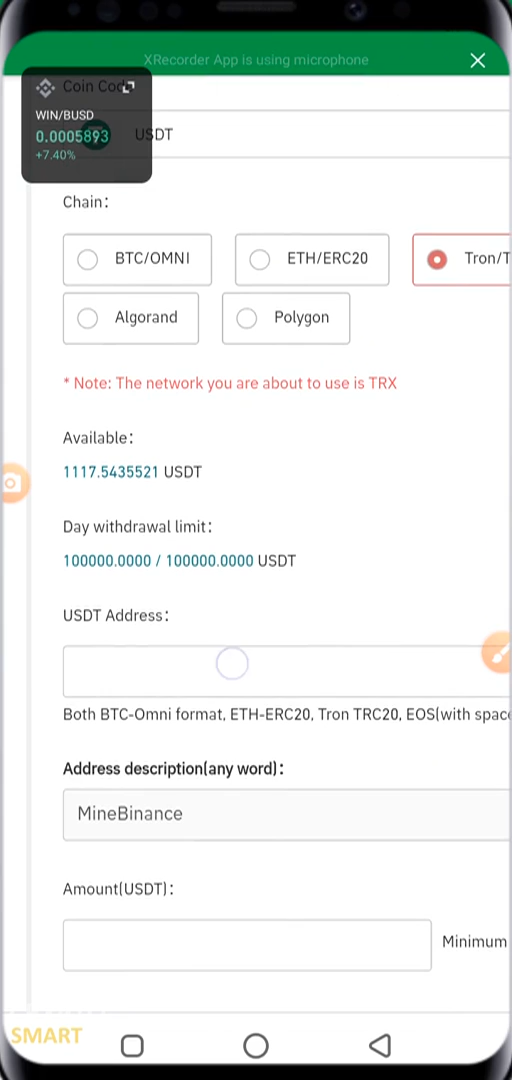 XRecorder App is using microphone
Coin Cod
WIN/BUSD
0.0005893
+7.40%
USDT
Chain:
BTC/OMNI
ETH/ERC20
Tron/T
Algorand
Polygon
* Note: The network you are about to use is TRX
Available:
1117.5435521 USDT
Day withdrawal limit:
100000.0000 / 100000.0000 USDT
USDT Address:
Both BTC-Omni format, ETH-ERC20, Tron TRC20, EOS(with space
Address description(any word):
MineBinance
Amount(USDT):
Minimum
SMART